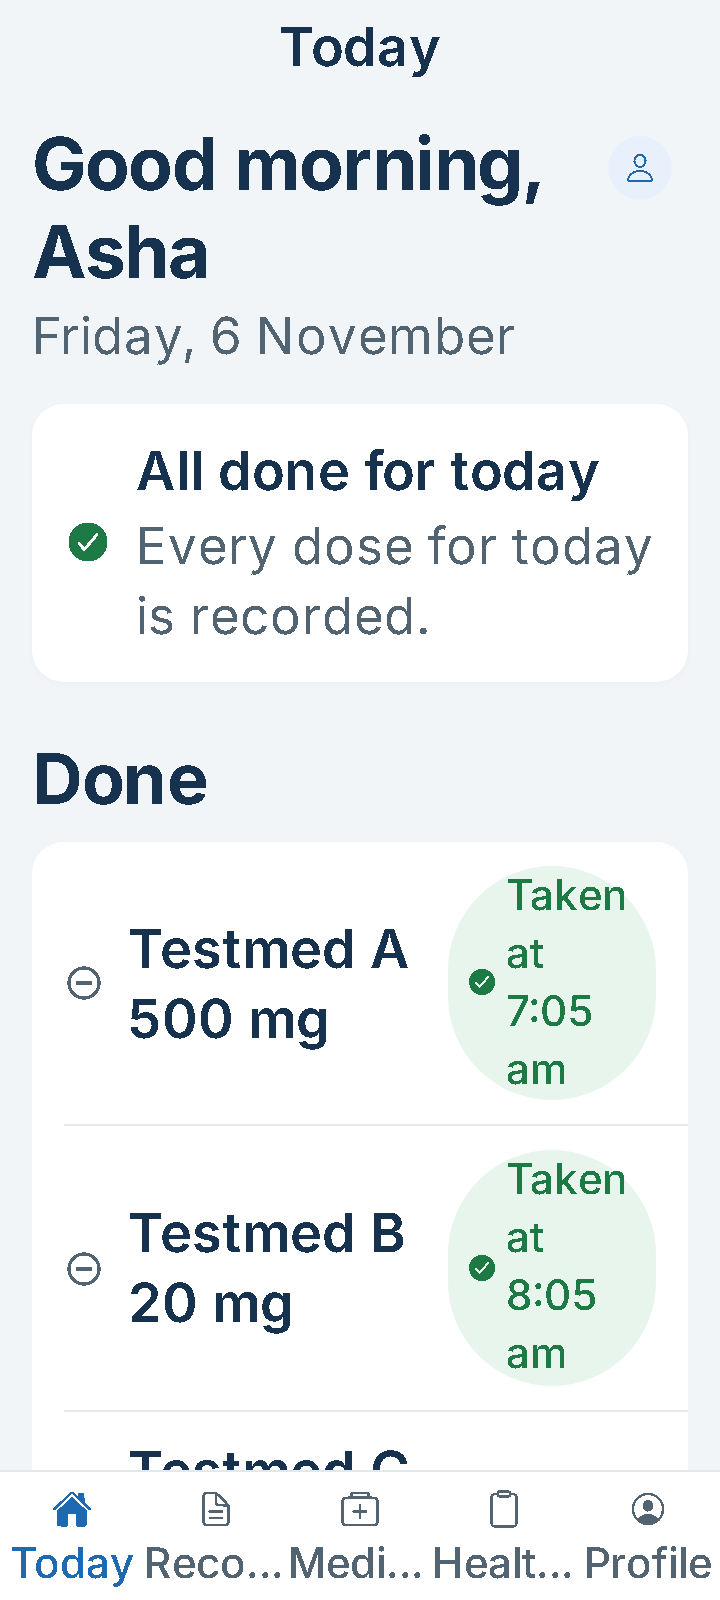 Today
Good morning,
Asha
Friday, 6 November
All done for today
Every dose for today
is recorded.
Done
Testmed A
500 mg
Taken
at
7:05
am
Testmed B
20 mg
Taken
at
8:05
am
Testmed C
Today
Reco...
Medi...
Healt...
Profile